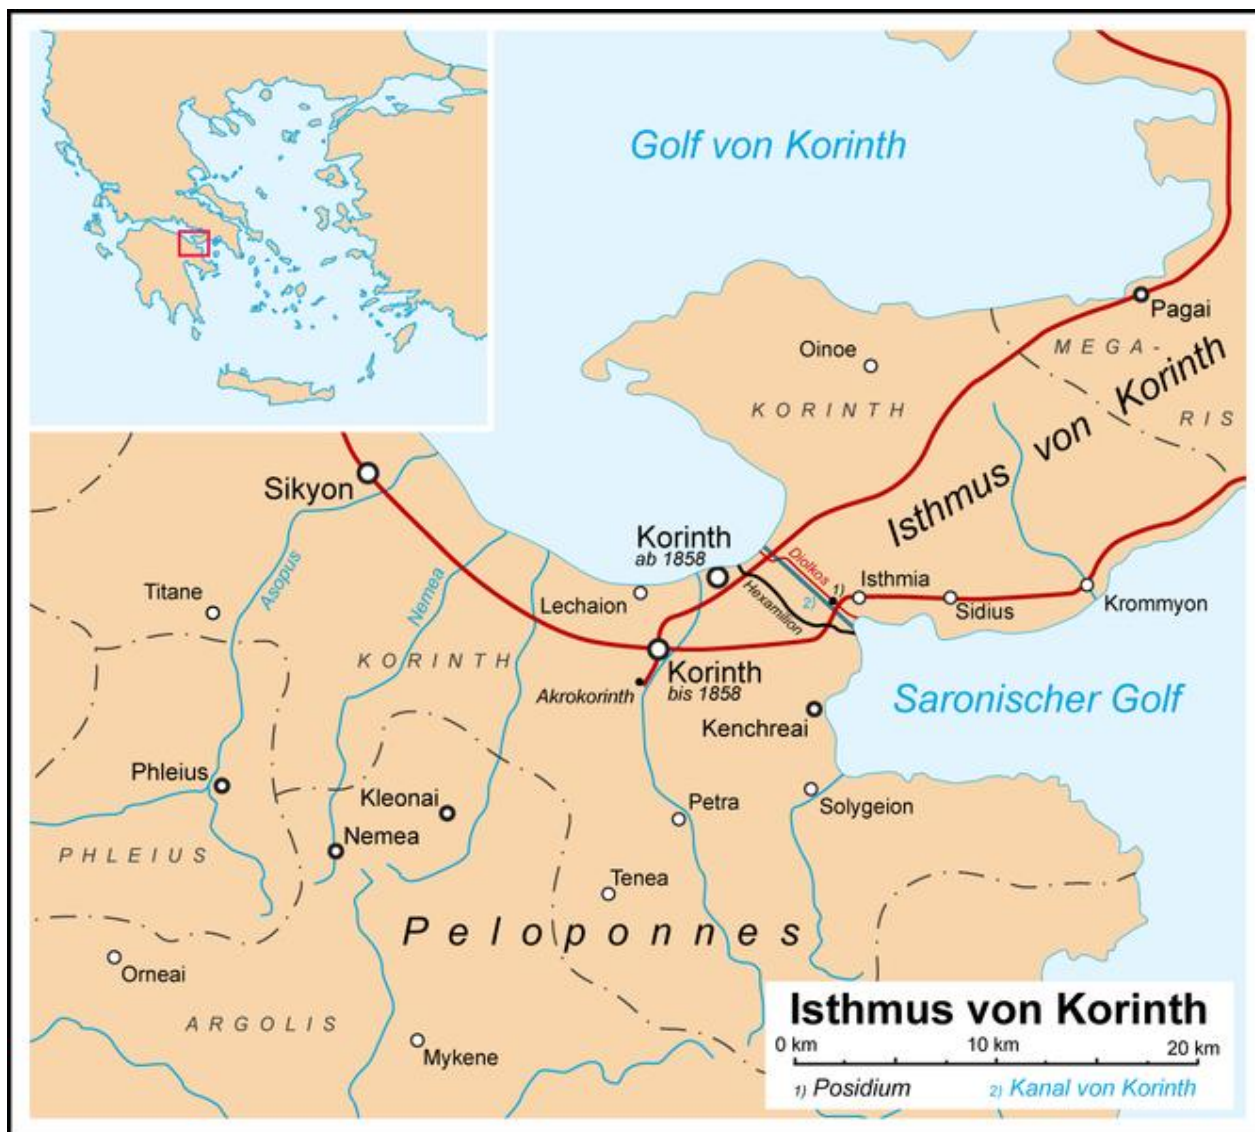 Golf von Korinth
Pagai
MEGA-
RIS
Oinoe
KORINTH
Isthmus von Korinth
Sikyon
Korinth
ab 1858
Diolkos
1)
2)
Hexamilion
Isthmia
Sidius
Krommyon
Asopus
Nemea
Titane
Lechaion
KORINTH
Korinth
bis 1858
Akrokorinth
Saronischer Golf
Kenchreai
Phleius
Kleonai
Petra
Solygeion
Nemea
PHLEIUS
Tenea
Peloponnes
Orneai
ARGOLIS
Mykene
Isthmus von Korinth
0 km 10 km 20 km
1) Posidium 2) Kanal von Korinth